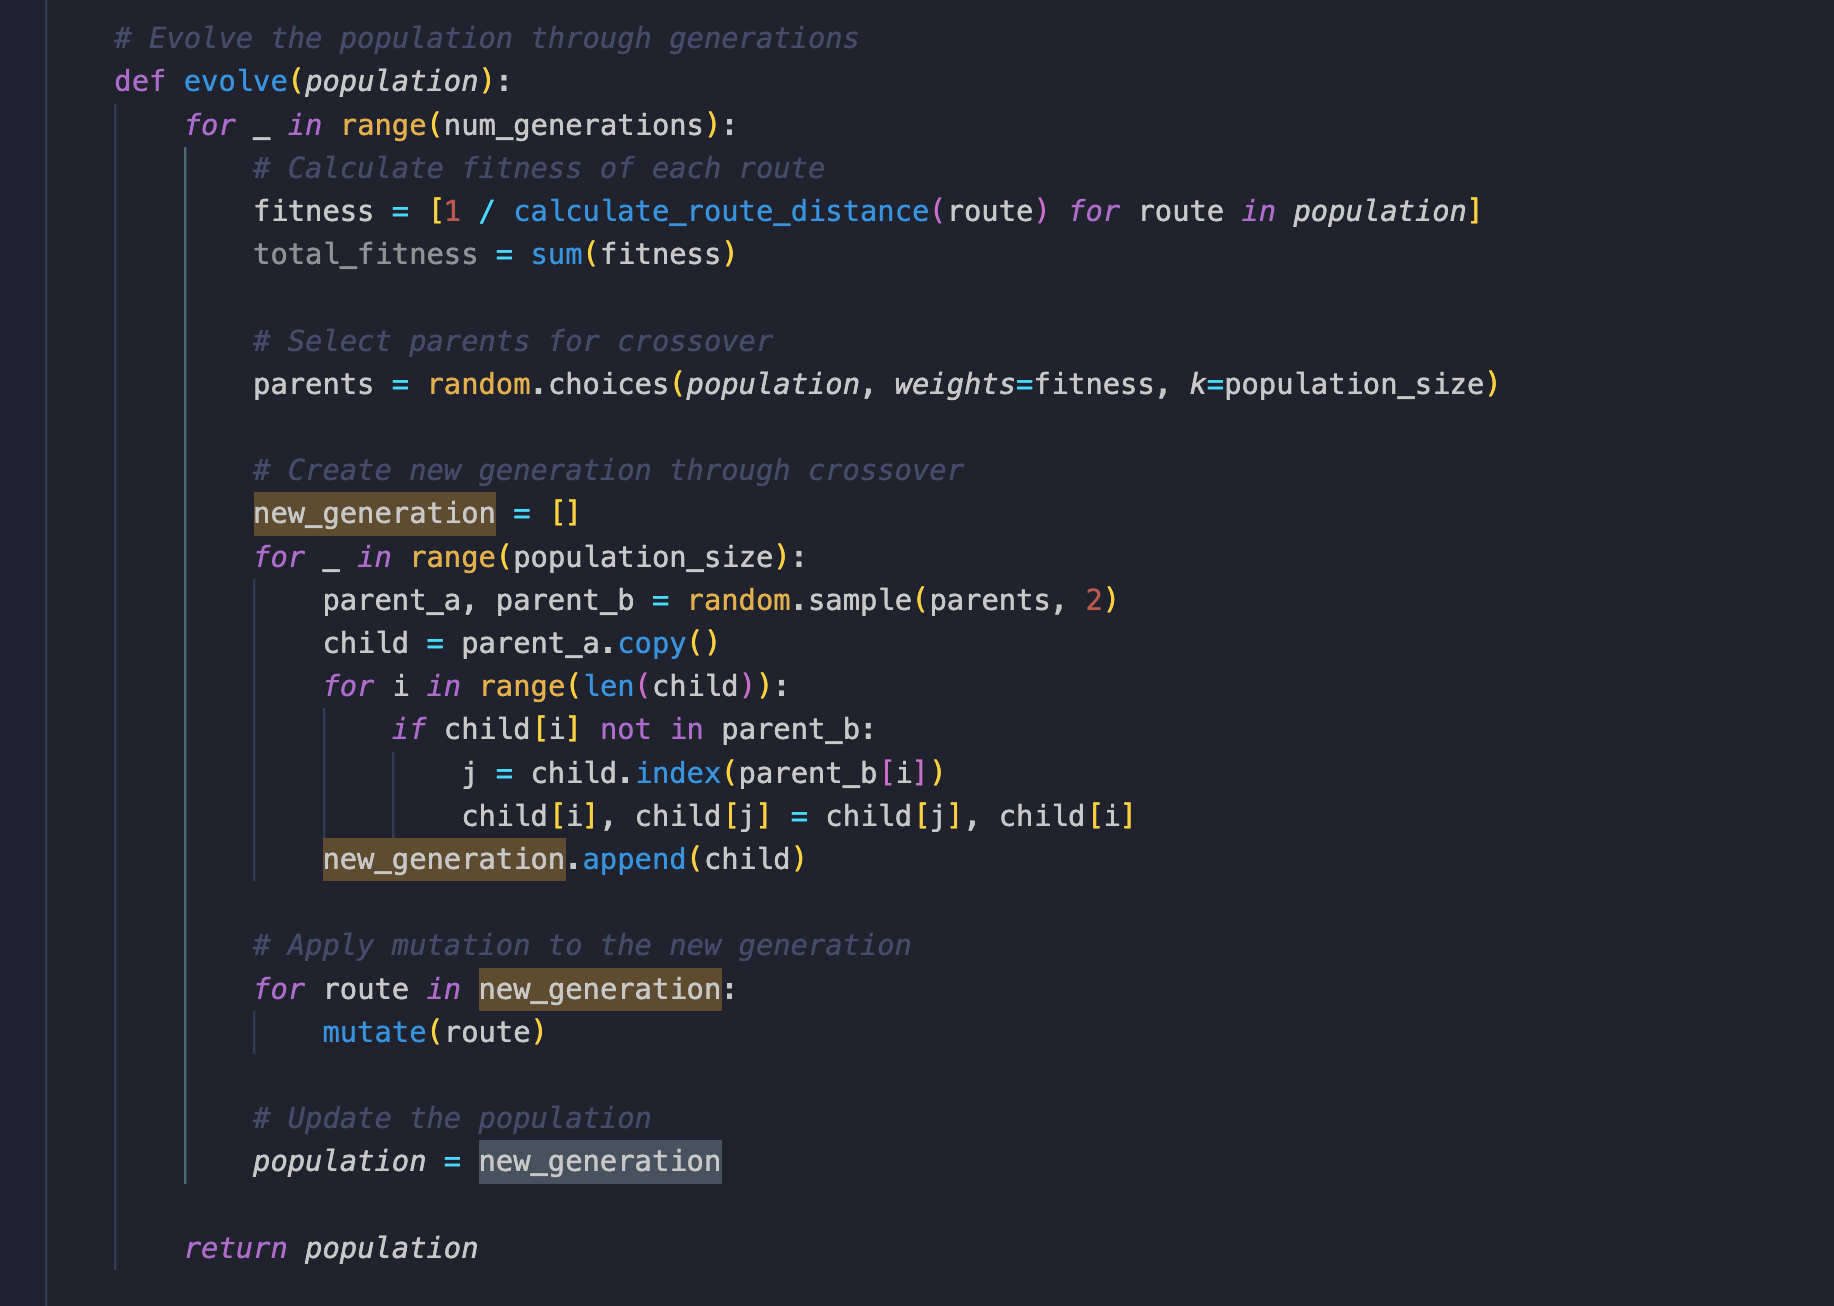 # Evolve the population through generations
def evolve(population):
    for _ in range(num_generations):
        # Calculate fitness of each route
        fitness = [1 / calculate_route_distance(route) for route in population]
        total_fitness = sum(fitness)

        # Select parents for crossover
        parents = random.choices(population, weights=fitness, k=population_size)

        # Create new generation through crossover
        new_generation = []
        for _ in range(population_size):
            parent_a, parent_b = random.sample(parents, 2)
            child = parent_a.copy()
            for i in range(len(child)):
                if child[i] not in parent_b:
                    j = child.index(parent_b[i])
                    child[i], child[j] = child[j], child[i]
            new_generation.append(child)

        # Apply mutation to the new generation
        for route in new_generation:
            mutate(route)

        # Update the population
        population = new_generation

    return population